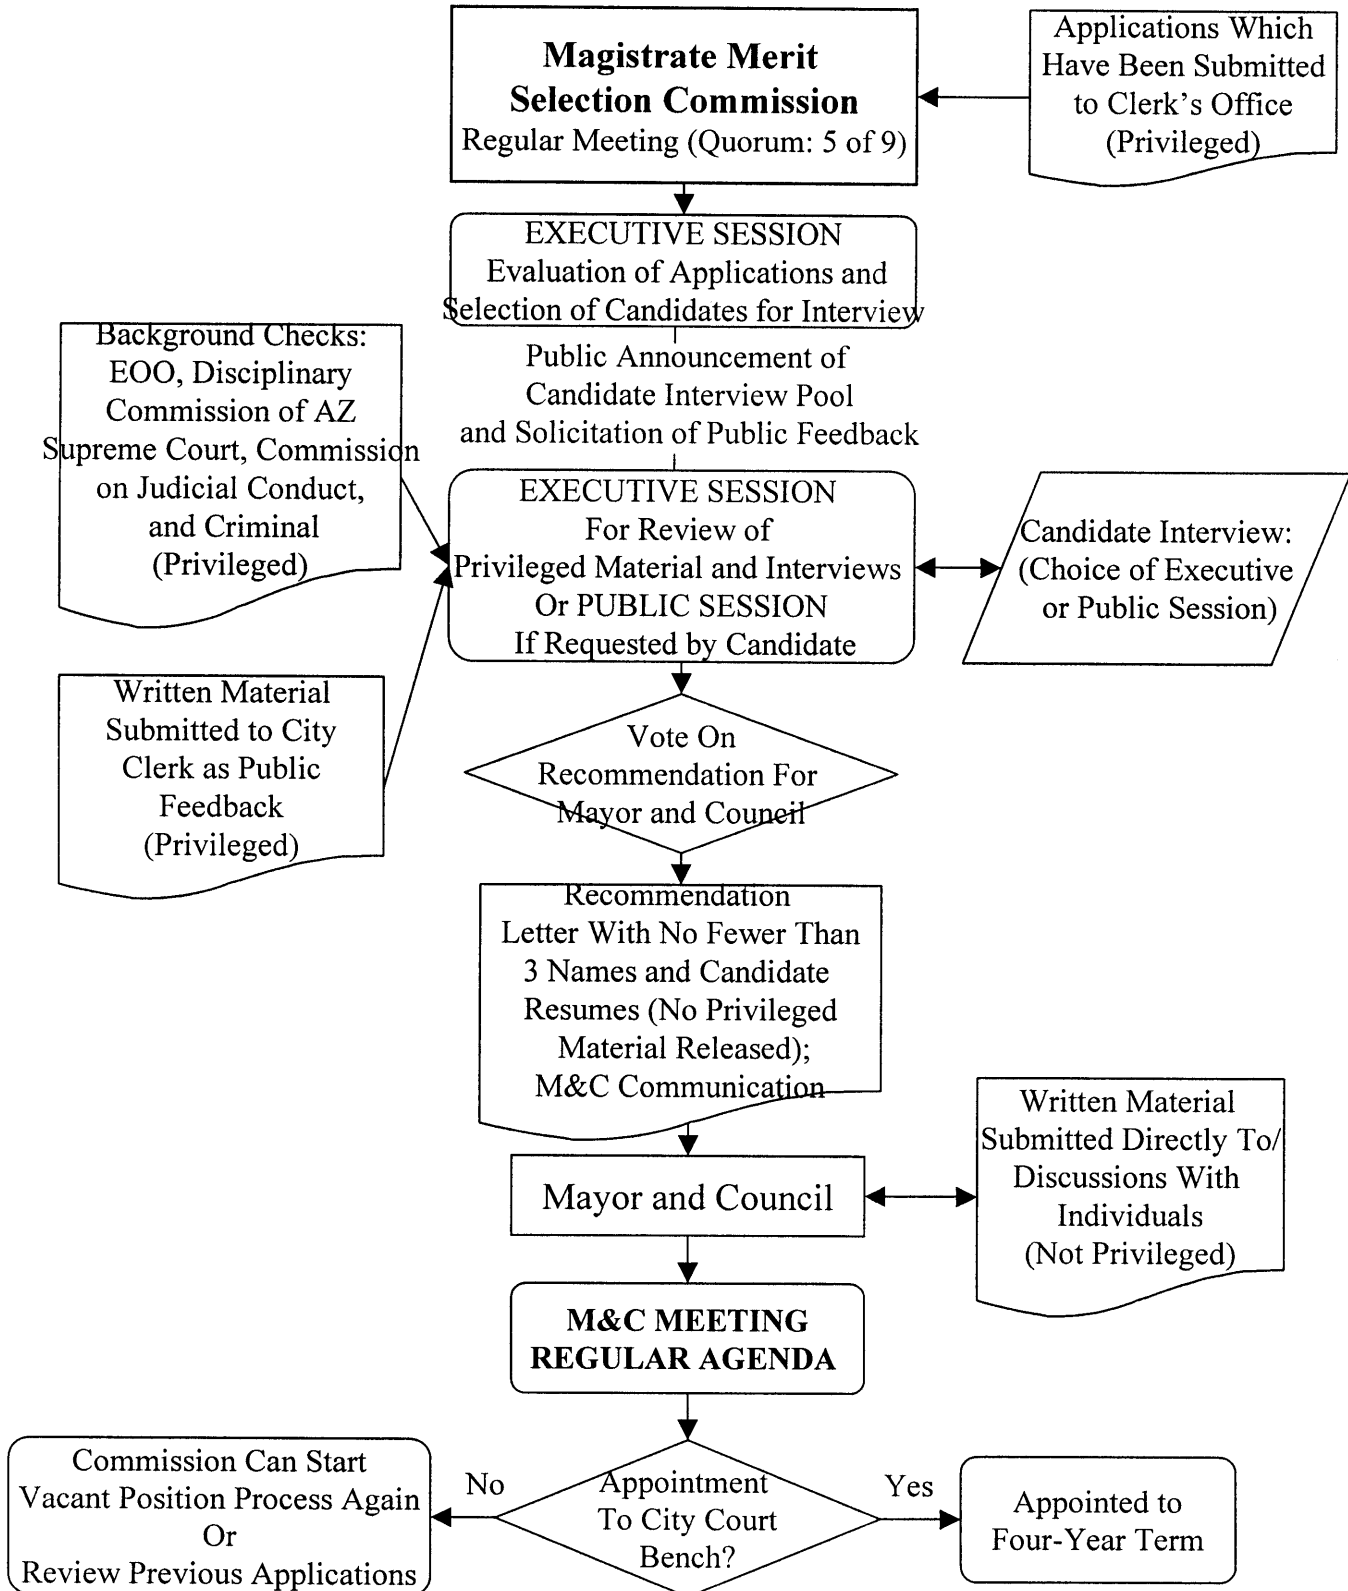 Magistrate Merit
Selection Commission
Regular Meeting (Quorum: 5 of 9)
Applications Which
Have Been Submitted
to Clerk's Office
(Privileged)
EXECUTIVE SESSION
Evaluation of Applications and
Selection of Candidates for Interview
Public Announcement of
Candidate Interview Pool
and Solicitation of Public Feedback
Background Checks:
EOO, Disciplinary
Commission of AZ
Supreme Court, Commission
on Judicial Conduct,
and Criminal
(Privileged)
EXECUTIVE SESSION
For Review of
Privileged Material and Interviews
Or PUBLIC SESSION
If Requested by Candidate
Candidate Interview:
(Choice of Executive
or Public Session)
Written Material
Submitted to City
Clerk as Public
Feedback
(Privileged)
Vote On
Recommendation For
Mayor and Council
Recommendation
Letter With No Fewer Than
3 Names and Candidate
Resumes (No Privileged
Material Released);
M&C Communication
Mayor and Council
Written Material
Submitted Directly To/
Discussions With
Individuals
(Not Privileged)
M&C MEETING
REGULAR AGENDA
Appointment
To City Court
Bench?
No
Commission Can Start
Vacant Position Process Again
Or
Review Previous Applications
Yes
Appointed to
Four-Year Term